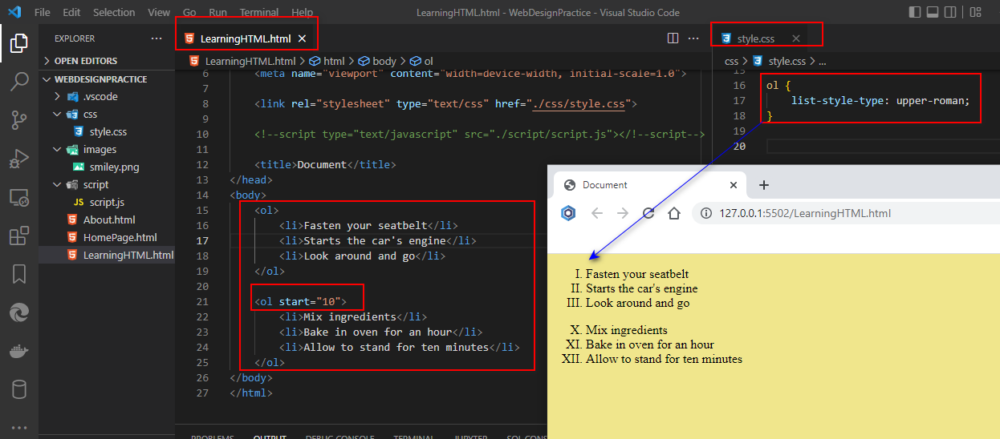 File Edit Selection View Go Run Terminal Help LearningHTML.html - WebDesignPractice - Visual Studio Code
EXPLORER ...
OPEN EDITORS
WEBDESIGNPRACTICE
.vscode
css
style.css
images
smiley.png
script
JS script.js
About.html
HomePage.html
LearningHTML.html
LearningHTML.html
LearningHTML.html > html > body > ol
6 <meta name="viewport" content="width=device-width, initial-scale=1.0">
7
8 <link rel="stylesheet" type="text/css" href="./css/style.css">
9
10 <!--script type="text/javascript" src="./script/script.js"></!--script-->
11
12 <title>Document</title>
13 </head>
14 <body>
15 <ol>
16 <li>Fasten your seatbelt</li>
17 <li>Starts the car's engine</li>
18 <li>Look around and go</li>
19 </ol>
20
21 <ol start="10">
22 <li>Mix ingredients</li>
23 <li>Bake in oven for an hour</li>
24 <li>Allow to stand for ten minutes</li>
25 </ol>
26 </body>
27 </html>
PROBLEMS OUTPUT DEBUG CONSOLE TERMINAL JUPYTER SQL CONS
style.css
css > style.css > ...
15
16 ol {
17 list-style-type: upper-roman;
18 }
19
20
Document
127.0.0.1:5502/LearningHTML.html
I. Fasten your seatbelt
II. Starts the car's engine
III. Look around and go
X. Mix ingredients
XI. Bake in oven for an hour
XII. Allow to stand for ten minutes